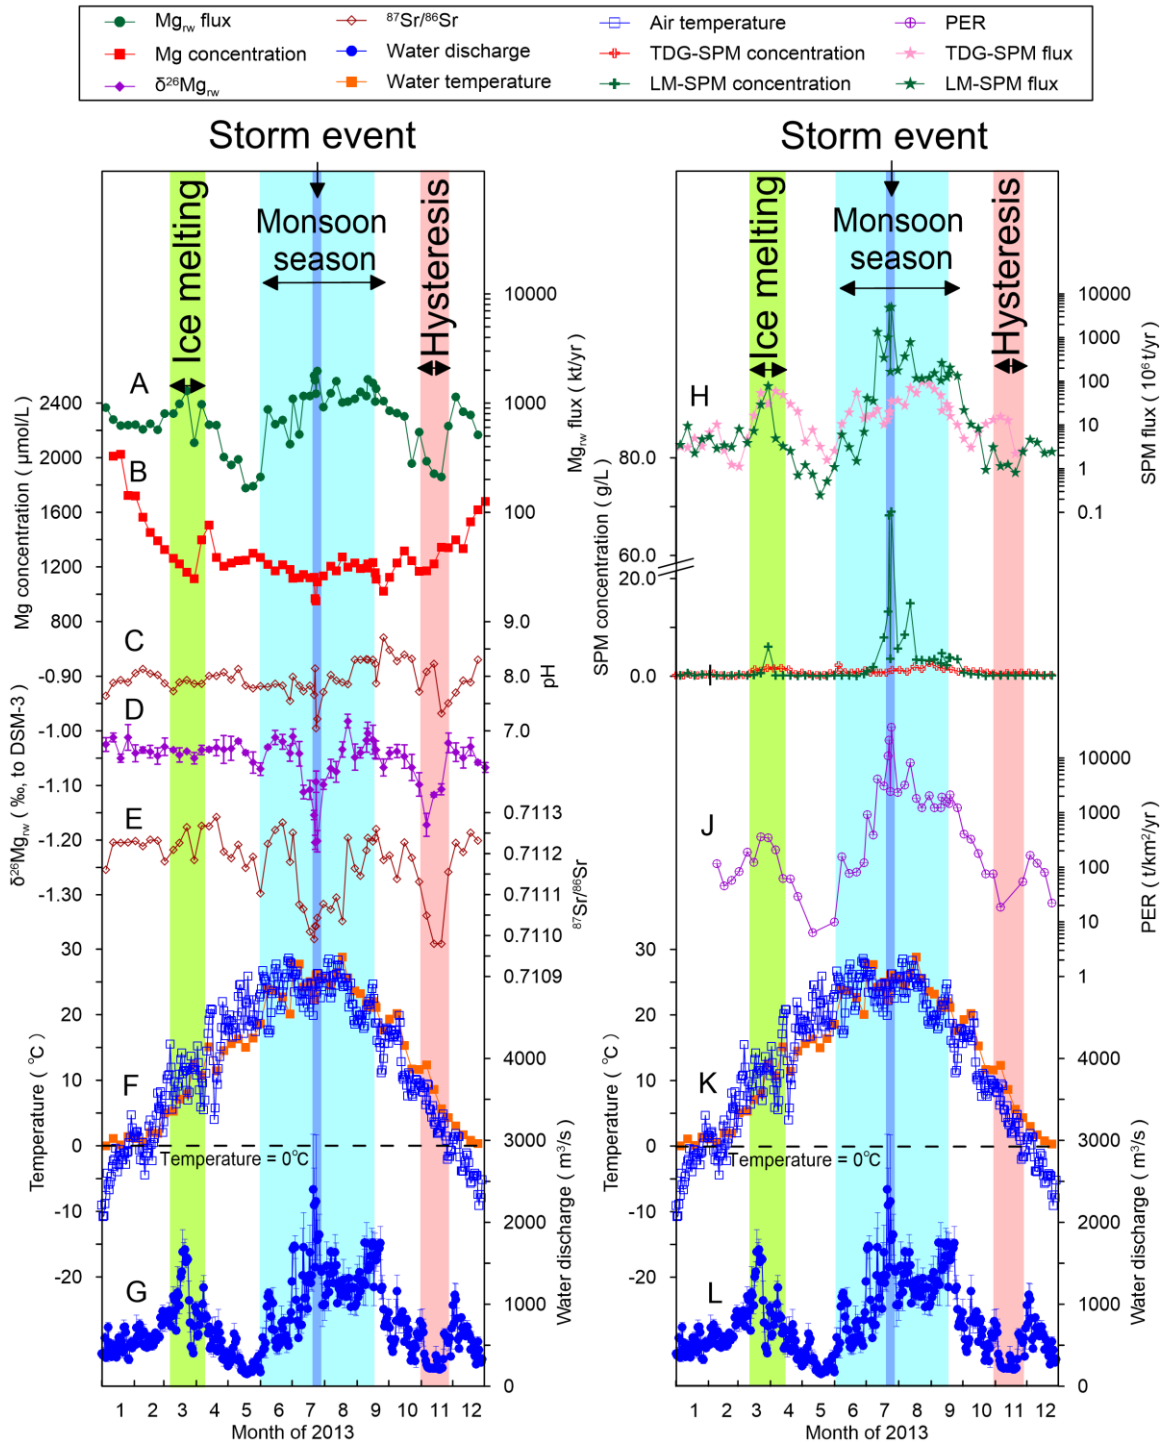 Mg_rw flux
⁸⁷Sr/⁸⁶Sr
Air temperature
PER
Mg concentration
Water discharge
TDG-SPM concentration
TDG-SPM flux
δ²⁶Mg_rw
Water temperature
LM-SPM concentration
LM-SPM flux
Storm event
Ice melting
Monsoon
season
Hysteresis
A
B
C
D
E
F
G
2400
2000
1600
1200
800
Mg concentration ( μmol/L )
-0.90
-1.00
-1.10
-1.20
-1.30
δ²⁶Mg_rw ( ‰, to DSM-3 )
30
20
10
0
-10
-20
Temperature ( °C )
10000
1000
100
Mg_rw flux ( kt/yr )
9.0
8.0
7.0
pH
0.7113
0.7112
0.7111
0.7110
0.7109
⁸⁷Sr/⁸⁶Sr
4000
3000
2000
1000
0
Water discharge ( m³/s )
Temperature = 0°C
1 2 3 4 5 6 7 8 9 10 11 12
Month of 2013
Storm event
Ice melting
Monsoon
season
Hysteresis
H
I
J
K
L
80.0
60.0
20.0
0.0
SPM concentration ( g/L )
30
20
10
0
-10
-20
Temperature ( °C )
10000
1000
100
10
1
0.1
SPM flux ( 10⁶ t/yr )
10000
1000
100
10
1
PER ( t/km²/yr )
4000
3000
2000
1000
0
Water discharge ( m³/s )
Temperature = 0°C
1 2 3 4 5 6 7 8 9 10 11 12
Month of 2013